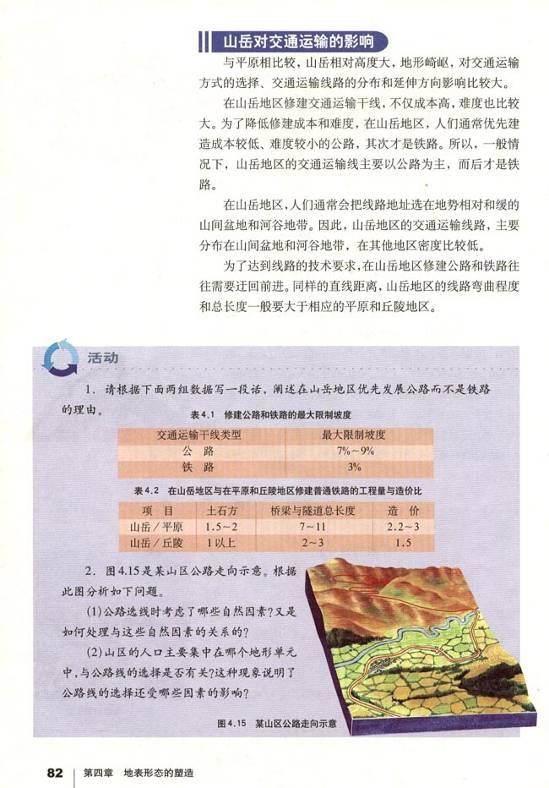 山岳对交通运输的影响
与平原相比较，山岳相对高度大，地形崎岖，对交通运输
方式的选择、交通运输线路的分布和延伸方向影响比较大。
在山岳地区修建交通运输干线，不仅成本高，难度也比较
大。为了降低修建成本和难度，在山岳地区，人们通常优先建
造成本较低、难度较小的公路，其次才是铁路。所以，一般情
况下，山岳地区的交通运输线主要以公路为主，而后才是铁
路。
在山岳地区，人们通常会把线路地址选在地势相对和缓的
山间盆地和河谷地带。因此，山岳地区的交通运输线路，主要
分布在山间盆地和河谷地带，在其他地区密度比较低。
为了达到线路的技术要求，在山岳地区修建公路和铁路往
往需要迂回前进。同样的直线距离，山岳地区的线路弯曲程度
和总长度一般要大于相应的平原和丘陵地区。
活动
1. 请根据下面两组数据写一段话，阐述在山岳地区优先发展公路而不是铁路
的理由。
表4.1 修建公路和铁路的最大限制坡度
交通运输干线类型 最大限制坡度
公 路 7%～9%
铁 路 3%
表4.2 在山岳地区与在平原和丘陵地区修建普通铁路的工程量与造价比
项 目 土石方 桥梁与隧道总长度 造 价
山岳/平原 1.5～2 7～11 2.2～3
山岳/丘陵 1以上 2～3 1.5
2. 图4.15是某山区公路走向示意。根据
此图分析如下问题。
(1)公路选线时考虑了哪些自然因素？又是
如何处理与这些自然因素的关系的？
(2)山区的人口主要集中在哪个地形单元
中，与公路线的选择是否有关？这种现象说明了
公路线的选择还受哪些因素的影响？
图4.15 某山区公路走向示意
82 第四章 地表形态的塑造